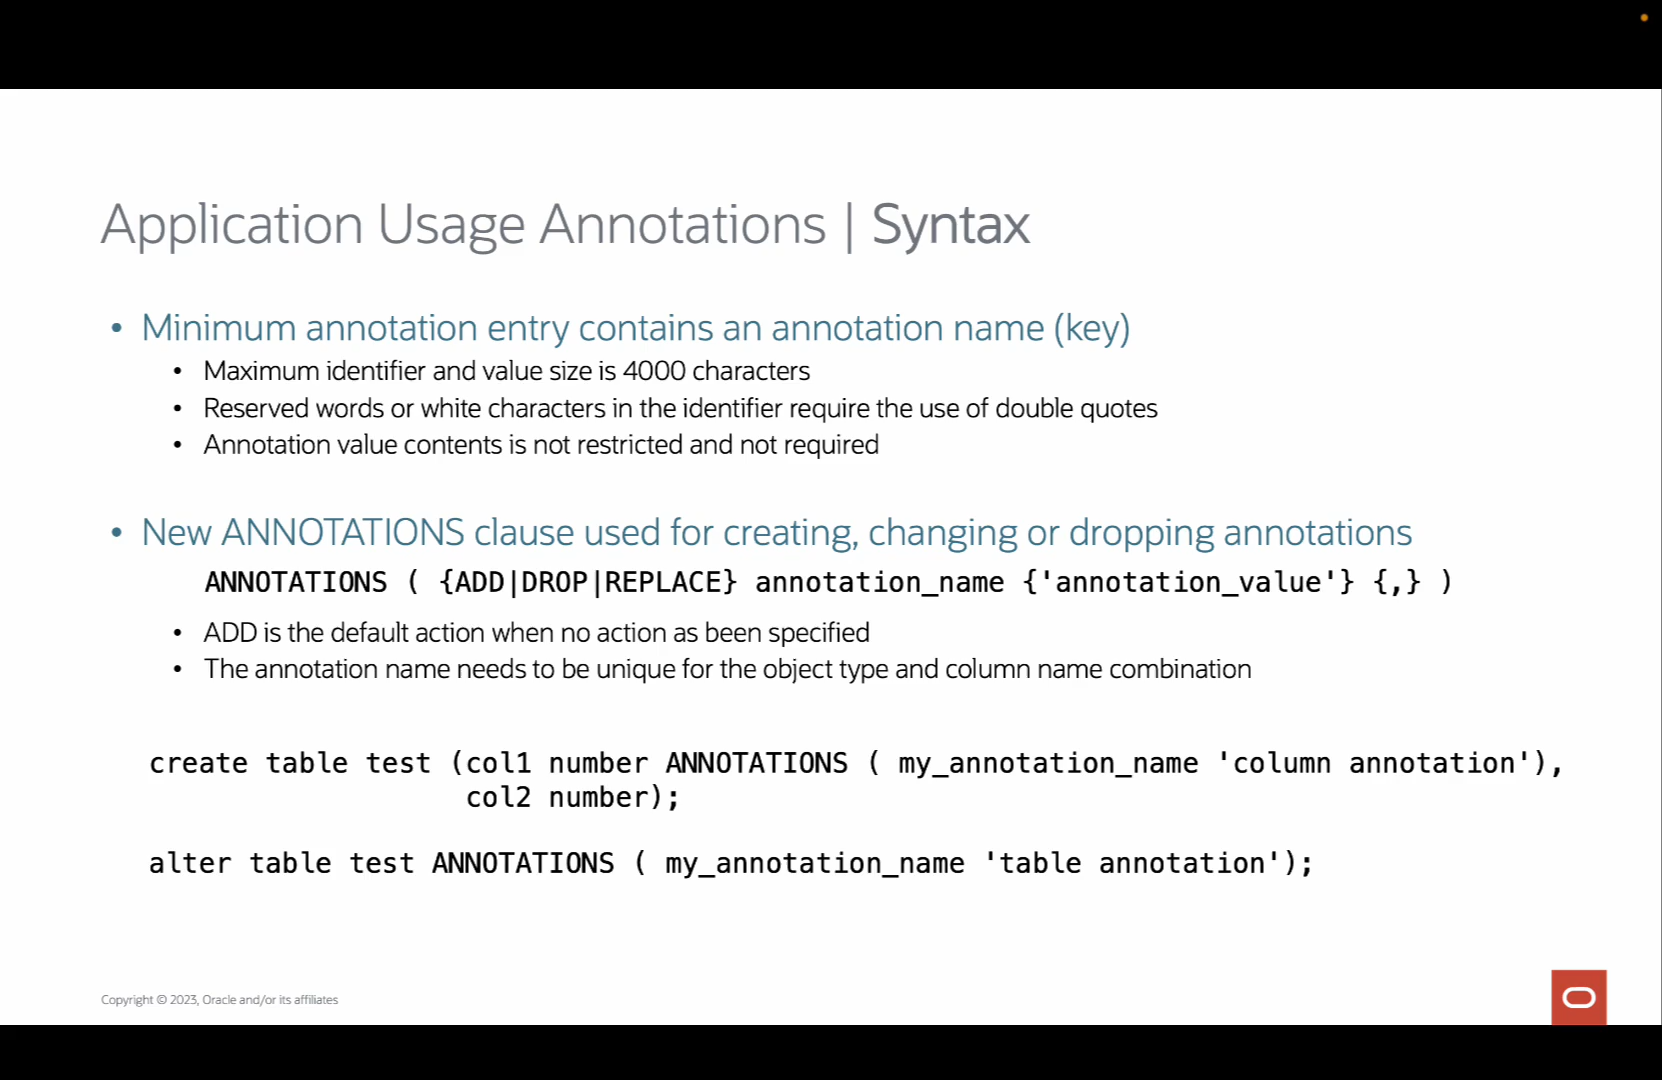 Application Usage Annotations | Syntax
• Minimum annotation entry contains an annotation name (key)
• Maximum identifier and value size is 4000 characters
• Reserved words or white characters in the identifier require the use of double quotes
• Annotation value contents is not restricted and not required
• New ANNOTATIONS clause used for creating, changing or dropping annotations
ANNOTATIONS ( {ADD|DROP|REPLACE} annotation_name {'annotation_value'} {,} )
• ADD is the default action when no action as been specified
• The annotation name needs to be unique for the object type and column name combination
create table test (col1 number ANNOTATIONS ( my_annotation_name 'column annotation'),
col2 number);
alter table test ANNOTATIONS ( my_annotation_name 'table annotation');
Copyright © 2023, Oracle and/or its affiliates